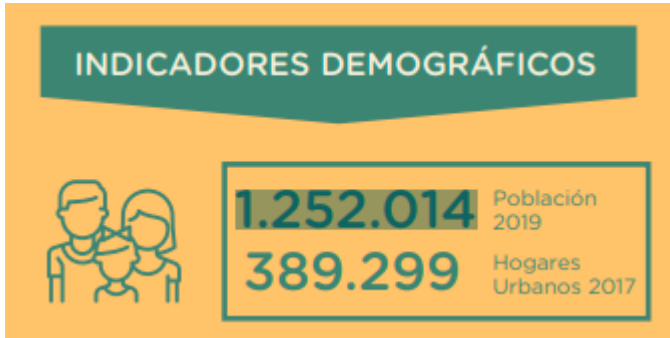 INDICADORES DEMOGRÁFICOS
1.252.014 Población
2019
389.299 Hogares
Urbanos 2017